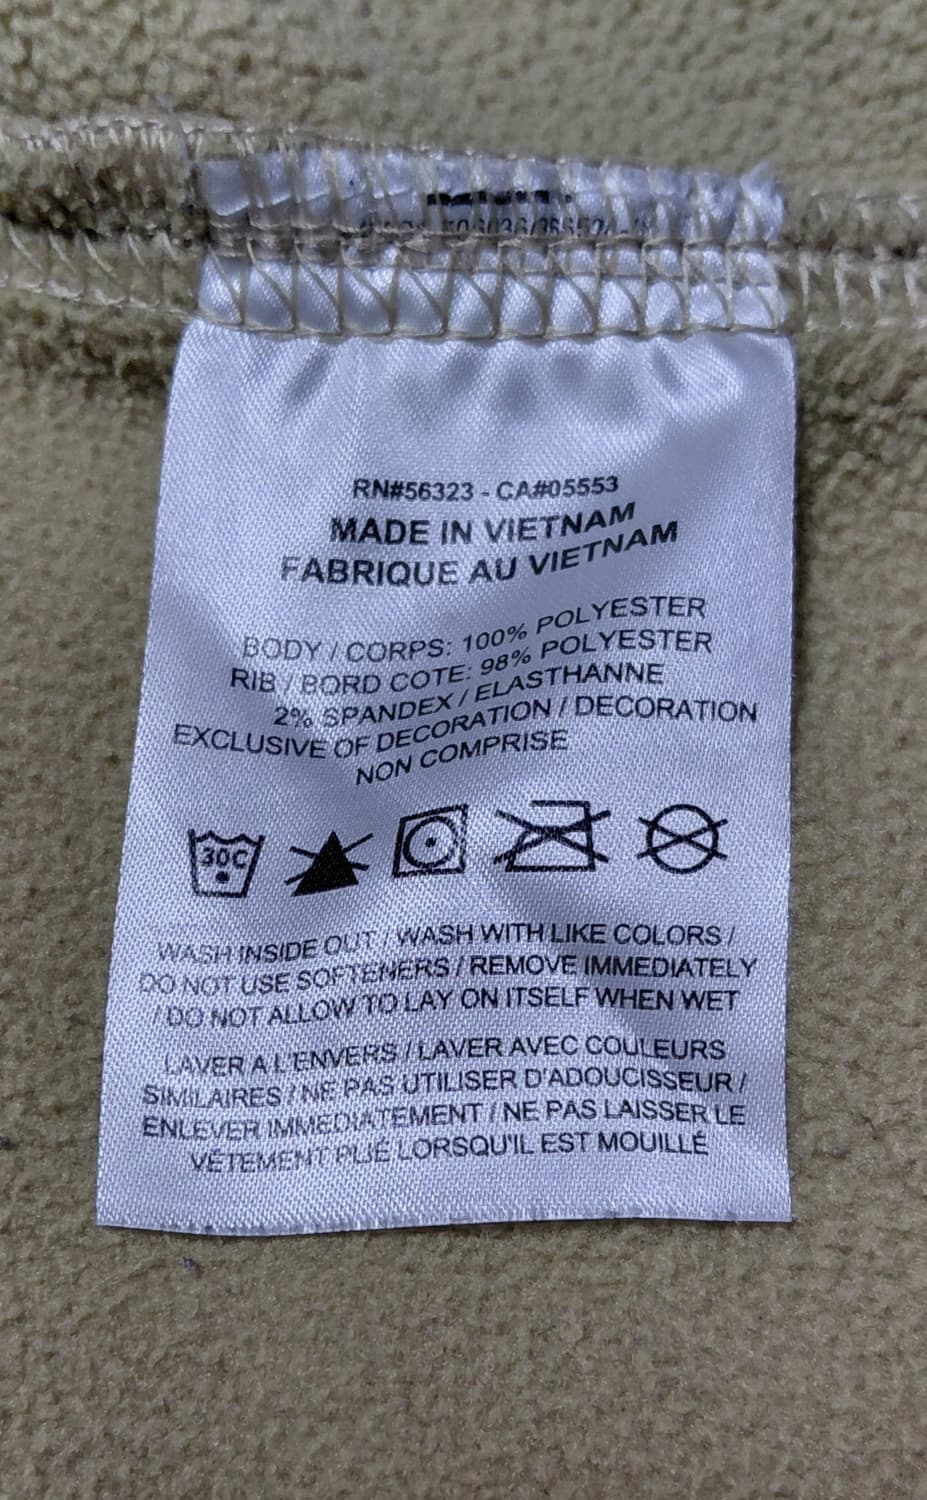 RN#56323 - CA#05553
MADE IN VIETNAM
FABRIQUE AU VIETNAM
BODY / CORPS: 100% POLYESTER
RIB / BORD COTE: 98% POLYESTER
2% SPANDEX / ELASTHANNE
EXCLUSIVE OF DECORATION / DECORATION
NON COMPRISE
30C
WASH INSIDE OUT / WASH WITH LIKE COLORS /
DO NOT USE SOFTENERS / REMOVE IMMEDIATELY
/ DO NOT ALLOW TO LAY ON ITSELF WHEN WET
LAVER A L'ENVERS / LAVER AVEC COULEURS
SIMILAIRES / NE PAS UTILISER D'ADOUCISSEUR /
ENLEVER IMMEDIATEMENT / NE PAS LAISSER LE
VÊTEMENT PLIÉ LORSQU'IL EST MOUILLÉ